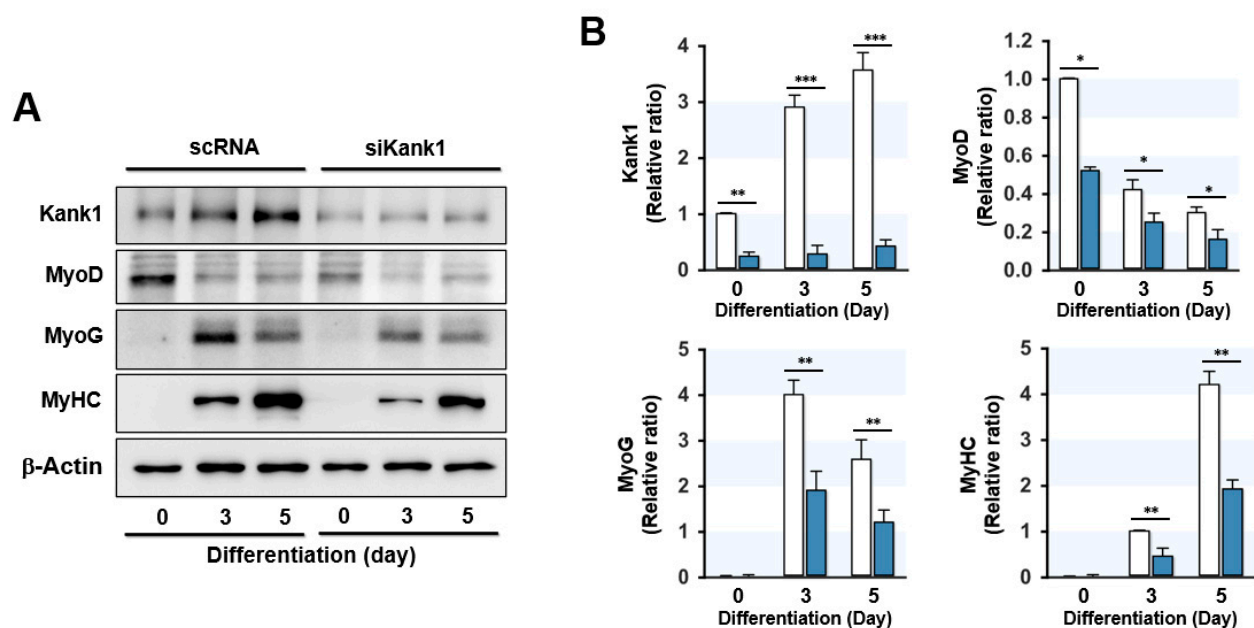 A
scRNA siKank1
Kank1
MyoD
MyoG
MyHC
β-Actin
0 3 5 0 3 5
Differentiation (day)
B
Kank1
(Relative ratio)
4
3
2
1
0
**
***
***
0 3 5
Differentiation (Day)
MyoD
(Relative ratio)
1.2
1.0
0.8
0.6
0.4
0.2
0.0
*
*
*
0 3 5
Differentiation (Day)
MyoG
(Relative ratio)
5
4
3
2
1
0
**
**
0 3 5
Differentiation (Day)
MyHC
(Relative ratio)
5
4
3
2
1
0
**
**
0 3 5
Differentiation (Day)